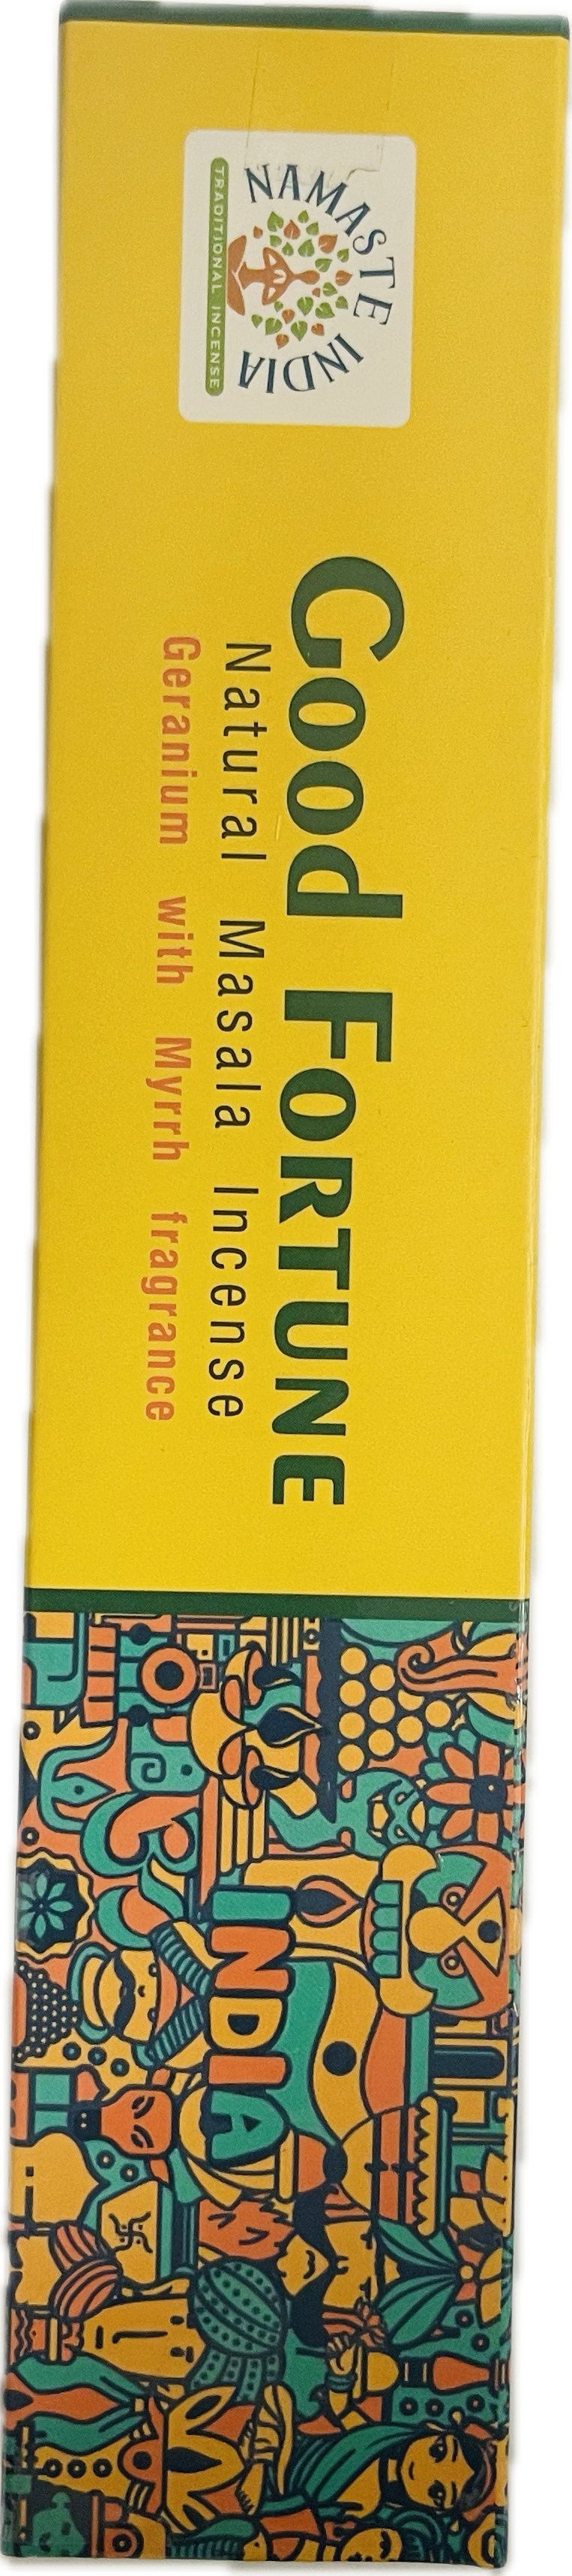 NAMASTE INDIA
TRADITIONAL INCENSE
Good Fortune
Natural Masala Incense
Geranium with Myrrh fragrance
INDIA